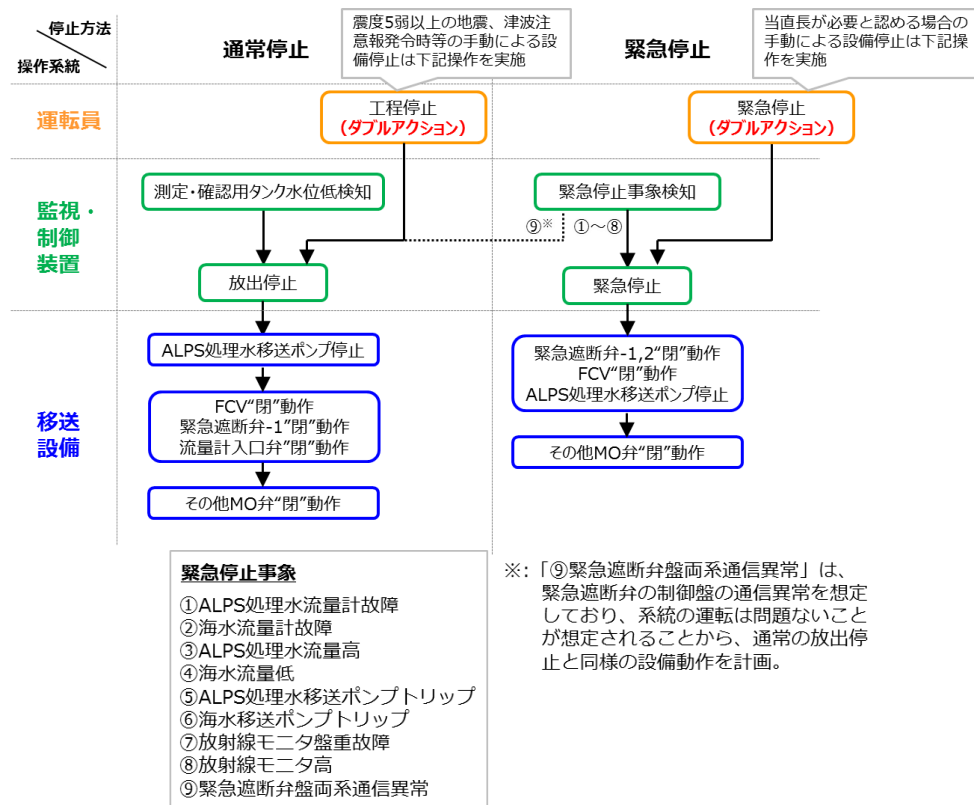 停止方法
操作系統
通常停止
震度5弱以上の地震、津波注
意報発令時等の手動による設
備停止は下記操作を実施
緊急停止
当直長が必要と認める場合の
手動による設備停止は下記操
作を実施
運転員
工程停止
（ダブルアクション）
緊急停止
（ダブルアクション）
監視・
制御
装置
測定・確認用タンク水位低検知
緊急停止事象検知
⑨※
①～⑧
放出停止
緊急停止
移送
設備
ALPS処理水移送ポンプ停止
FCV“閉”動作
緊急遮断弁-1”閉”動作
流量計入口弁”閉”動作
その他MO弁“閉”動作
緊急遮断弁-1,2“閉”動作
FCV“閉”動作
ALPS処理水移送ポンプ停止
その他MO弁“閉”動作
緊急停止事象
①ALPS処理水流量計故障
②海水流量計故障
③ALPS処理水流量高
④海水流量低
⑤ALPS処理水移送ポンプトリップ
⑥海水移送ポンプトリップ
⑦放射線モニタ盤重故障
⑧放射線モニタ高
⑨緊急遮断弁盤両系通信異常
※：「⑨緊急遮断弁盤両系通信異常」は、
緊急遮断弁の制御盤の通信異常を想定
しており、系統の運転は問題ないこと
が想定されることから、通常の放出停
止と同様の設備動作を計画。